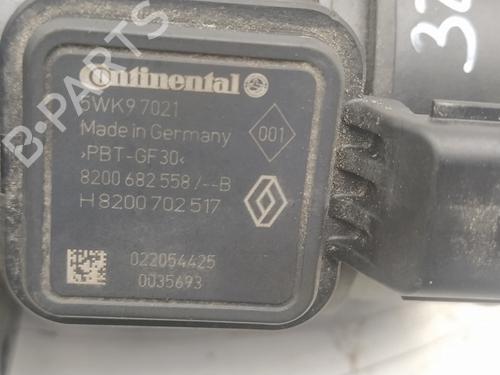 B-PARTS
Continental
5WK9 7021
Made in Germany
001
›PBT-GF30‹
8200 682 558 /--B
H 8200 702 517
022054425
0035693